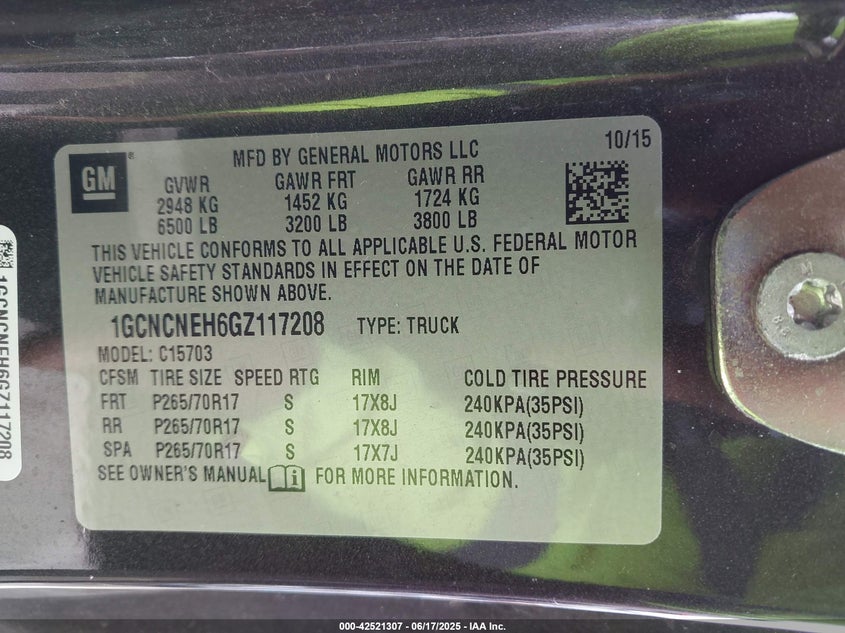 GM
®
MFD BY GENERAL MOTORS LLC
10/15
GVWR GAWR FRT GAWR RR
2948 KG 1452 KG 1724 KG
6500 LB 3200 LB 3800 LB
THIS VEHICLE CONFORMS TO ALL APPLICABLE U.S. FEDERAL MOTOR
VEHICLE SAFETY STANDARDS IN EFFECT ON THE DATE OF
MANUFACTURE SHOWN ABOVE.
1GCNCNEH6GZ117208 TYPE: TRUCK
MODEL: C15703
CFSM TIRE SIZE SPEED RTG RIM COLD TIRE PRESSURE
FRT P265/70R17 S 17X8J 240KPA(35PSI)
RR P265/70R17 S 17X8J 240KPA(35PSI)
SPA P265/70R17 S 17X7J 240KPA(35PSI)
SEE OWNER'S MANUAL FOR MORE INFORMATION.
1GCNCNEH6GZ117208
000-42521307 - 06/17/2025 - IAA Inc.